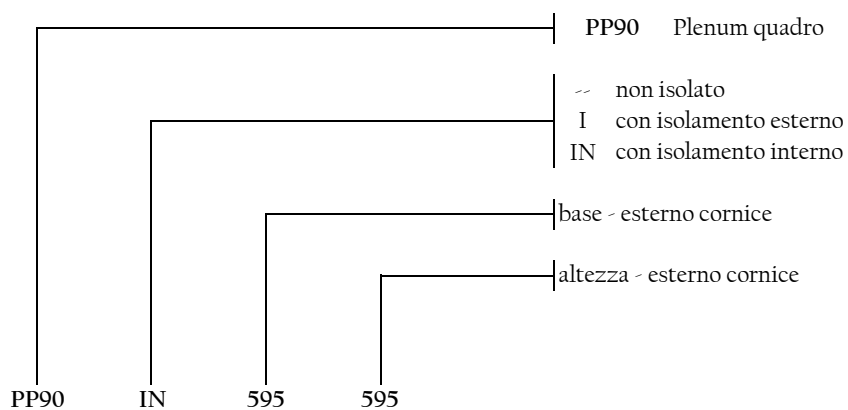 PP90 Plenum quadro
-- non isolato
I con isolamento esterno
IN con isolamento interno
base - esterno cornice
altezza - esterno cornice
PP90 IN 595 595